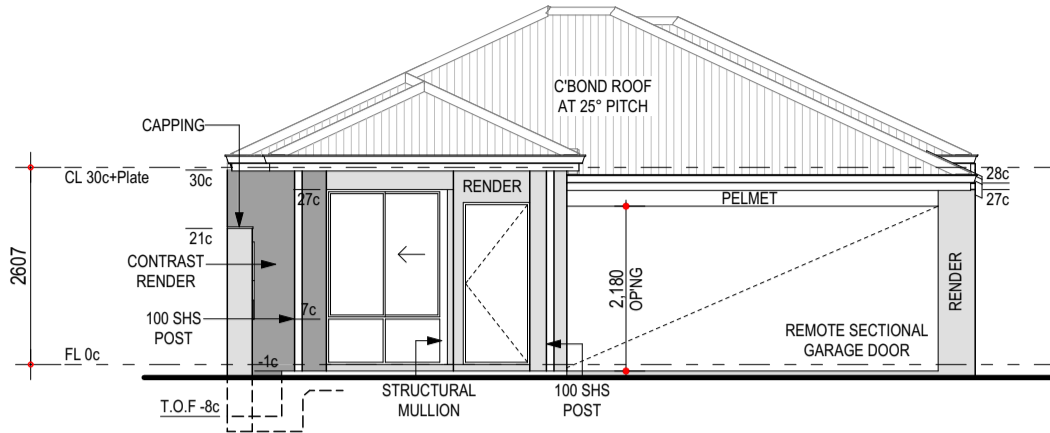 C'BOND ROOF
AT 25° PITCH
CAPPING
CL 30c+Plate
30c
28c
27c
RENDER
27c
PELMET
21c
2607
CONTRAST
RENDER
2,180
OP'NG
RENDER
100 SHS
POST
7c
REMOTE SECTIONAL
GARAGE DOOR
FL 0c
-1c
STRUCTURAL
MULLION
100 SHS
POST
T.O.F -8c